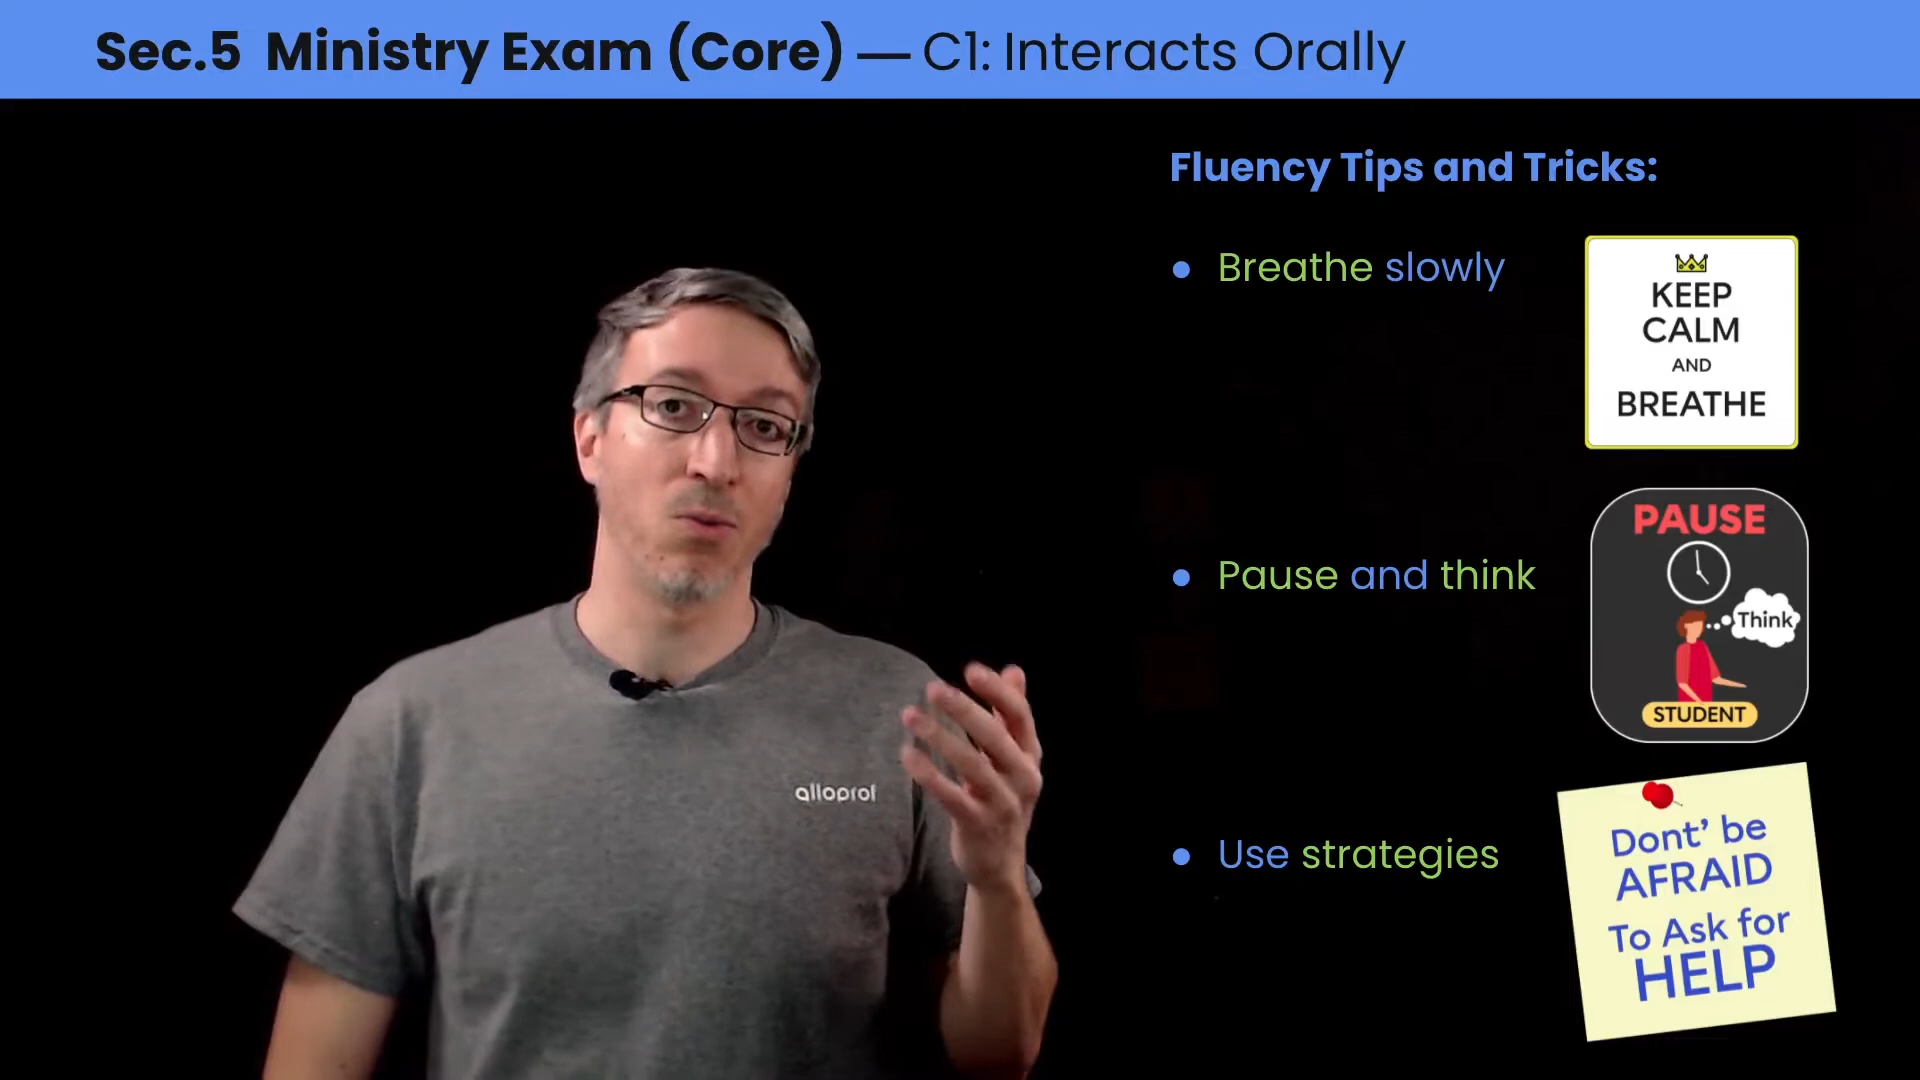 Sec.5 Ministry Exam (Core) — C1: Interacts Orally
Fluency Tips and Tricks:
• Breathe slowly
KEEP
CALM
AND
BREATHE
• Pause and think
PAUSE
Think
STUDENT
• Use strategies
Dont' be
AFRAID
To Ask for
HELP
alloprof